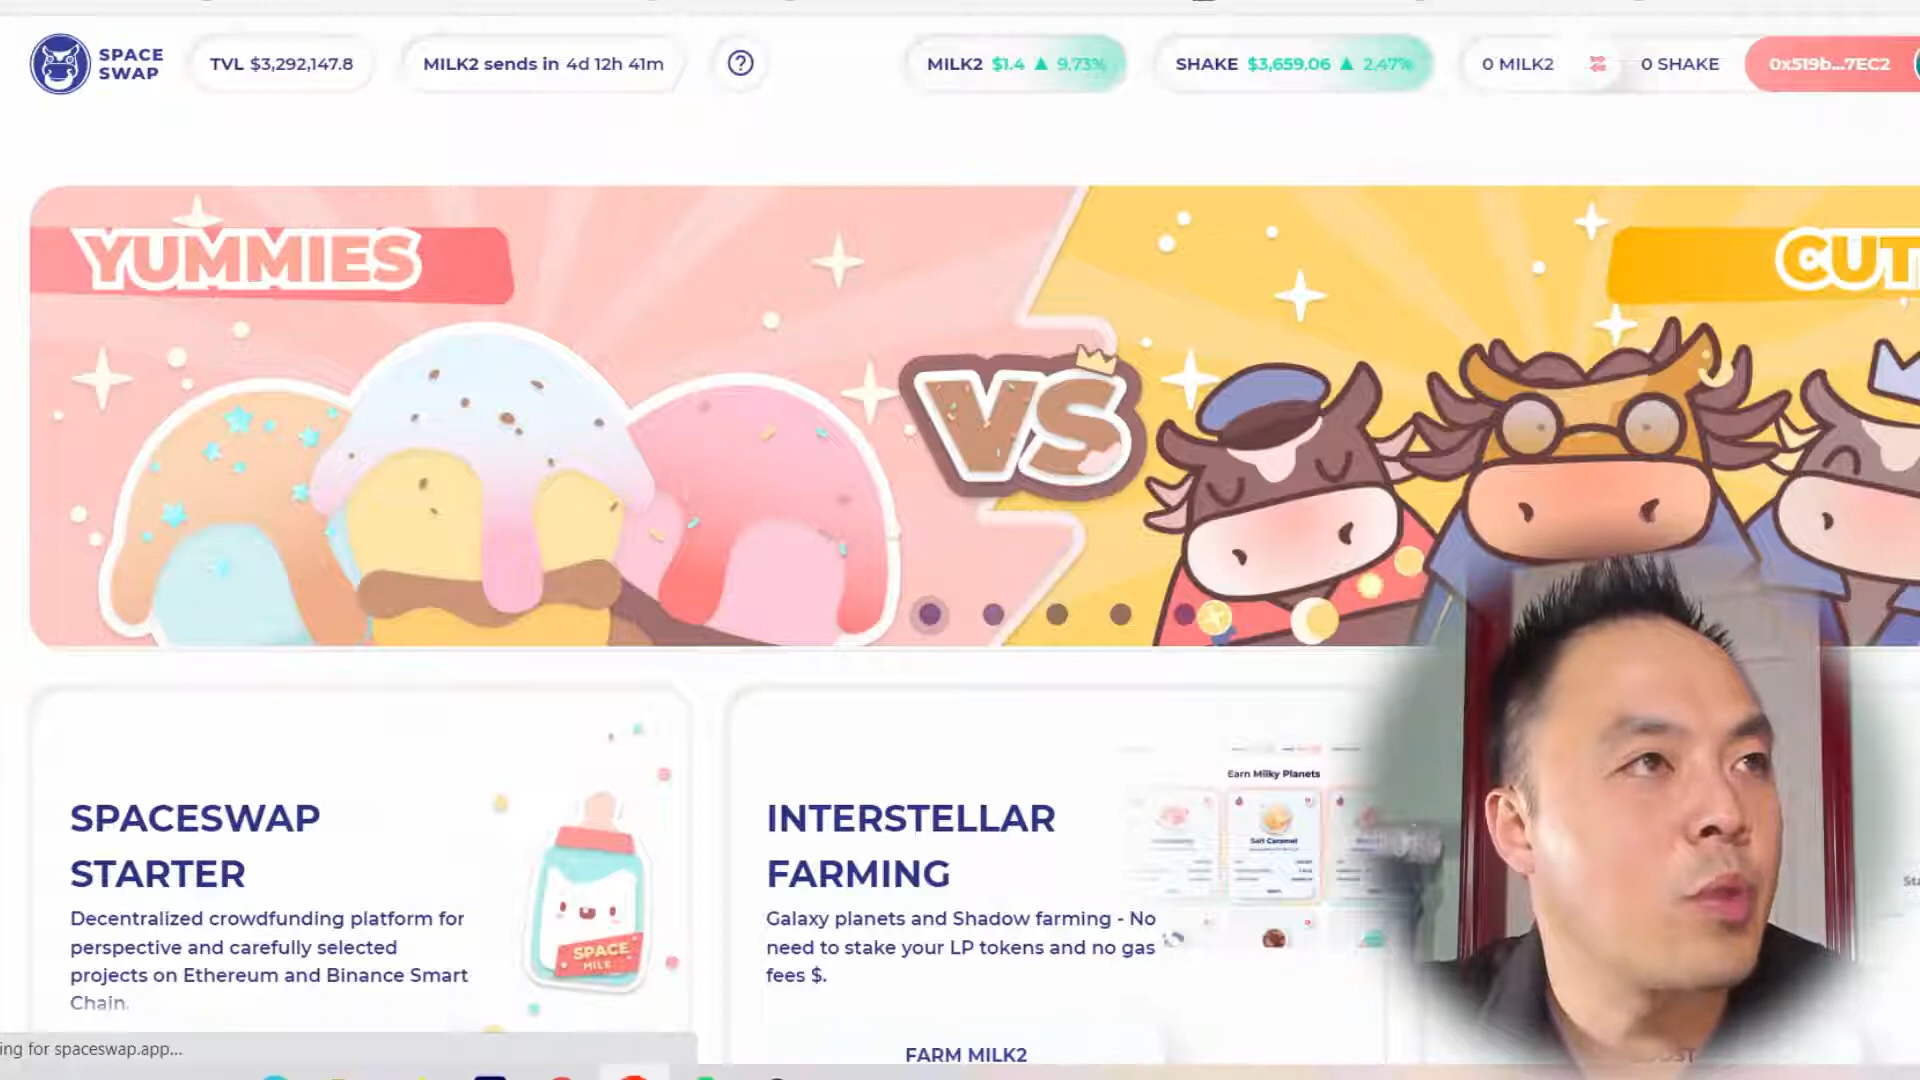 SPACE
SWAP
TVL $3,292,147.8
MILK2 sends in 4d 12h 41m
?
MILK2 $1.4 ▲ 9,73%
SHAKE $3,659.06 ▲ 2,47%
0 MILK2
0 SHAKE
0x519b...7EC2
YUMMIES
VS
CUT
SPACESWAP
STARTER
Decentralized crowdfunding platform for
perspective and carefully selected
projects on Ethereum and Binance Smart
Chain.
SPACE
MILK
INTERSTELLAR
FARMING
Galaxy planets and Shadow farming - No
need to stake your LP tokens and no gas
fees $.
Earn Milky Planets
Salt Caramel
FARM MILK2
ing for spaceswap.app...